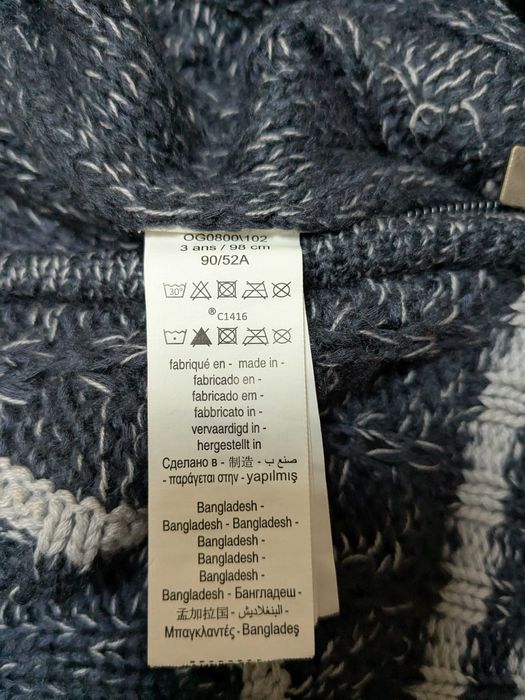 OG0800\102
3 ans / 98 cm
90/52A
30°
®C1416
fabriqué en - made in -
fabricado en -
fabricado em -
fabbricato in -
vervaardigd in -
hergestellt in
Сделано в - 制造 - صنع ب
- παράγεται στην - yapılmış
Bangladesh -
Bangladesh - Bangladesh -
Bangladesh -
Bangladesh -
Bangladesh -
Bangladesh - Бангладеш -
孟加拉国 - البنغلاديش -
Μπαγκλαντές - Bangladeş